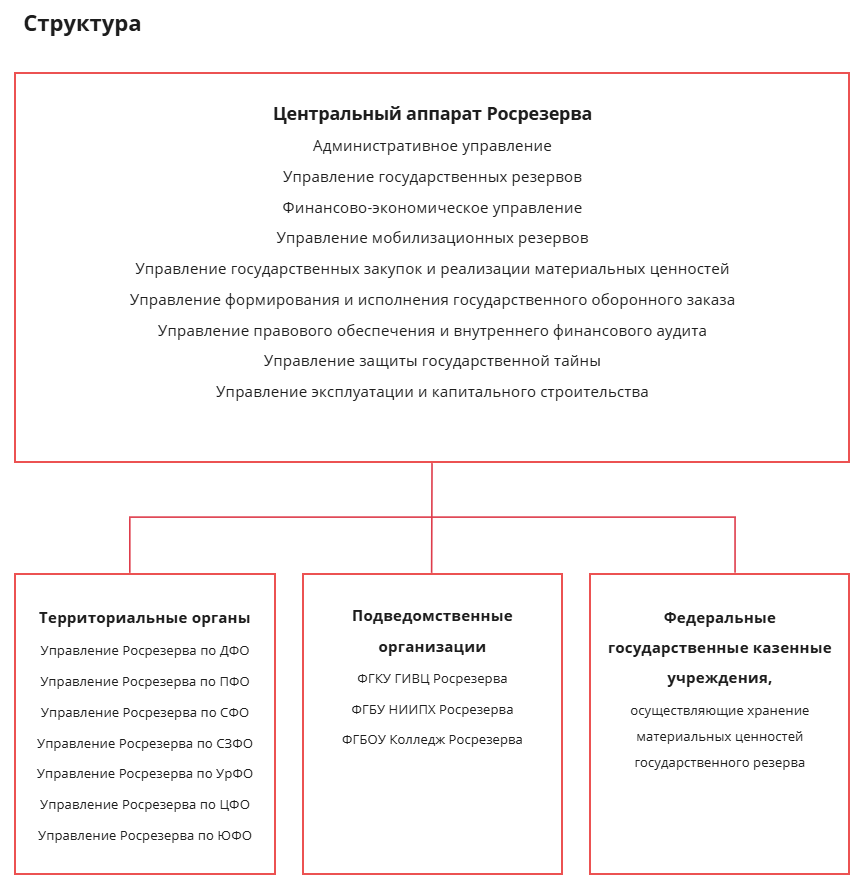 Структура
Центральный аппарат Росрезерва
Административное управление
Управление государственных резервов
Финансово-экономическое управление
Управление мобилизационных резервов
Управление государственных закупок и реализации материальных ценностей
Управление формирования и исполнения государственного оборонного заказа
Управление правового обеспечения и внутреннего финансового аудита
Управление защиты государственной тайны
Управление эксплуатации и капитального строительства
Территориальные органы
Управление Росрезерва по ДФО
Управление Росрезерва по ПФО
Управление Росрезерва по СФО
Управление Росрезерва по СЗФО
Управление Росрезерва по УрФО
Управление Росрезерва по ЦФО
Управление Росрезерва по ЮФО
Подведомственные
организации
ФГКУ ГИВЦ Росрезерва
ФГБУ НИИПХ Росрезерва
ФГБОУ Колледж Росрезерва
Федеральные
государственные казенные
учреждения,
осуществляющие хранение
материальных ценностей
государственного резерва